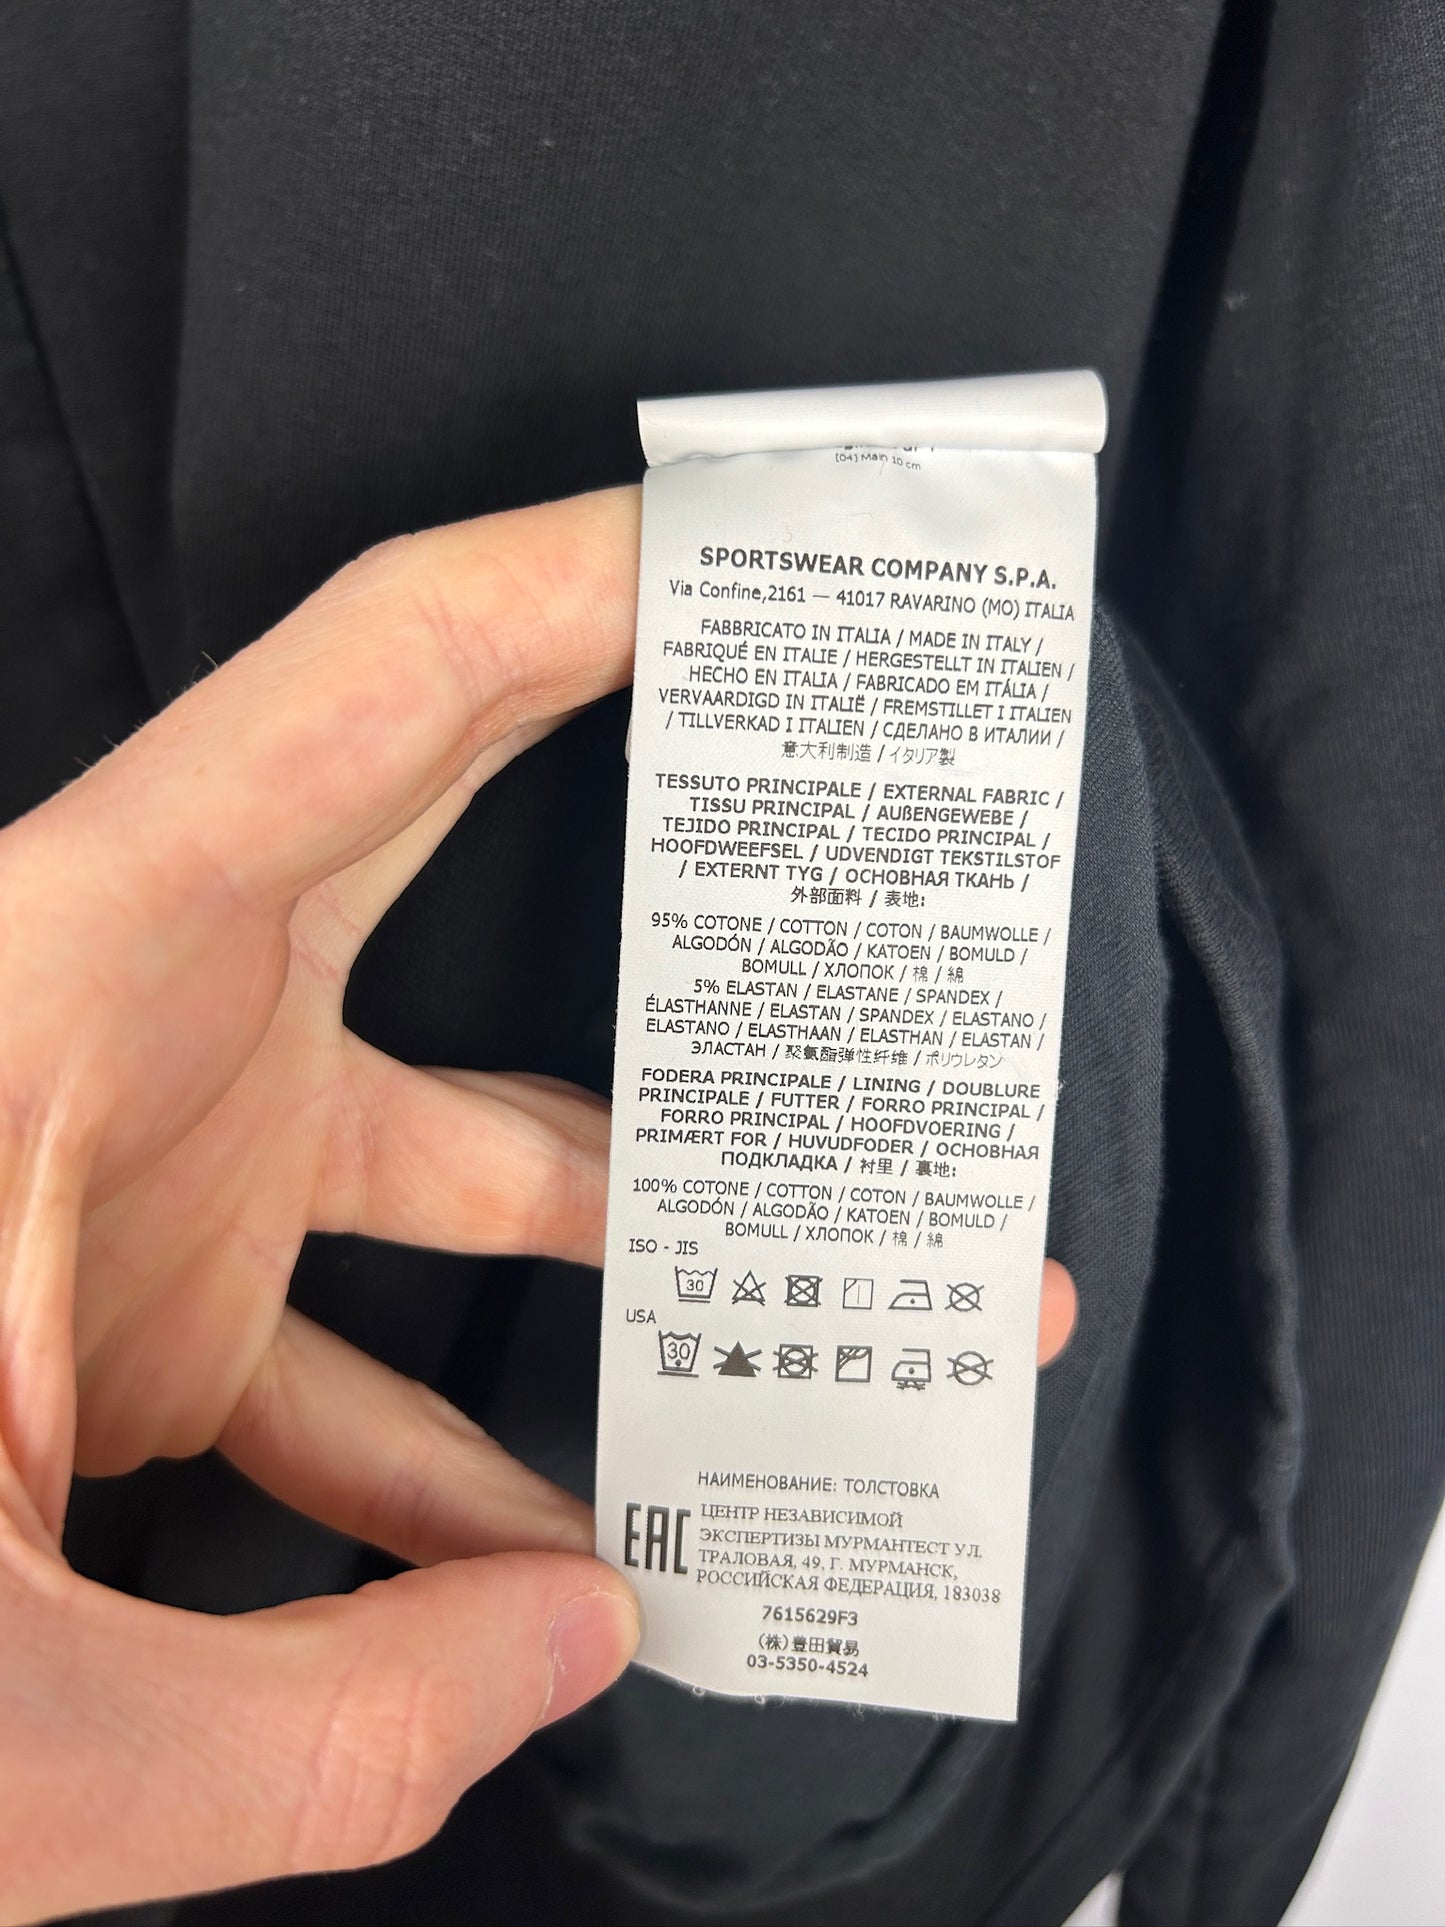 [04] Main 10 cm
SPORTSWEAR COMPANY S.P.A.
Via Confine,2161 — 41017 RAVARINO (MO) ITALIA
FABBRICATO IN ITALIA / MADE IN ITALY /
FABRIQUÉ EN ITALIE / HERGESTELLT IN ITALIEN /
HECHO EN ITALIA / FABRICADO EM ITÁLIA /
VERVAARDIGD IN ITALIË / FREMSTILLET I ITALIEN
/ TILLVERKAD I ITALIEN / СДЕЛАНО В ИТАЛИИ /
意大利制造 / イタリア製
TESSUTO PRINCIPALE / EXTERNAL FABRIC /
TISSU PRINCIPAL / AUßENGEWEBE /
TEJIDO PRINCIPAL / TECIDO PRINCIPAL /
HOOFDWEEFSEL / UDVENDIGT TEKSTILSTOF
/ EXTERNT TYG / ОСНОВНАЯ ТКАНЬ /
外部面料 / 表地:
95% COTONE / COTTON / COTON / BAUMWOLLE /
ALGODÓN / ALGODÃO / KATOEN / BOMULD /
BOMULL / ХЛОПОК / 棉 / 綿
5% ELASTAN / ELASTANE / SPANDEX /
ÉLASTHANNE / ELASTAN / SPANDEX / ELASTANO /
ELASTANO / ELASTHAAN / ELASTHAN / ELASTAN /
ЭЛАСТАН / 聚氨酯弹性纤维 / ポリウレタン
FODERA PRINCIPALE / LINING / DOUBLURE
PRINCIPALE / FUTTER / FORRO PRINCIPAL /
FORRO PRINCIPAL / HOOFDVOERING /
PRIMÆRT FOR / HUVUDFODER / ОСНОВНАЯ
ПОДКЛАДКА / 衬里 / 裏地:
100% COTONE / COTTON / COTON / BAUMWOLLE /
ALGODÓN / ALGODÃO / KATOEN / BOMULD /
BOMULL / ХЛОПОК / 棉 / 綿
ISO - JIS
30
USA
30
НАИМЕНОВАНИЕ: ТОЛСТОВКА
EAC
ЦЕНТР НЕЗАВИСИМОЙ
ЭКСПЕРТИЗЫ МУРМАНТЕСТ УЛ.
ТРАЛОВАЯ, 49, Г. МУРМАНСК,
РОССИЙСКАЯ ФЕДЕРАЦИЯ, 183038
7615629F3
(株)豊田貿易
03-5350-4524